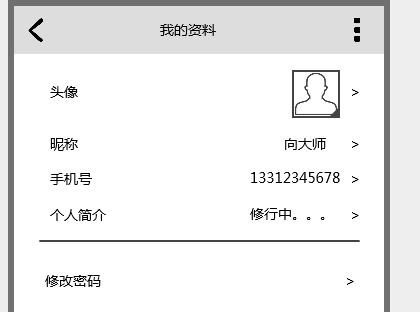 我的资料
头像 >
昵称 向大师 >
手机号 13312345678 >
个人简介 修行中。。。 >
修改密码 >